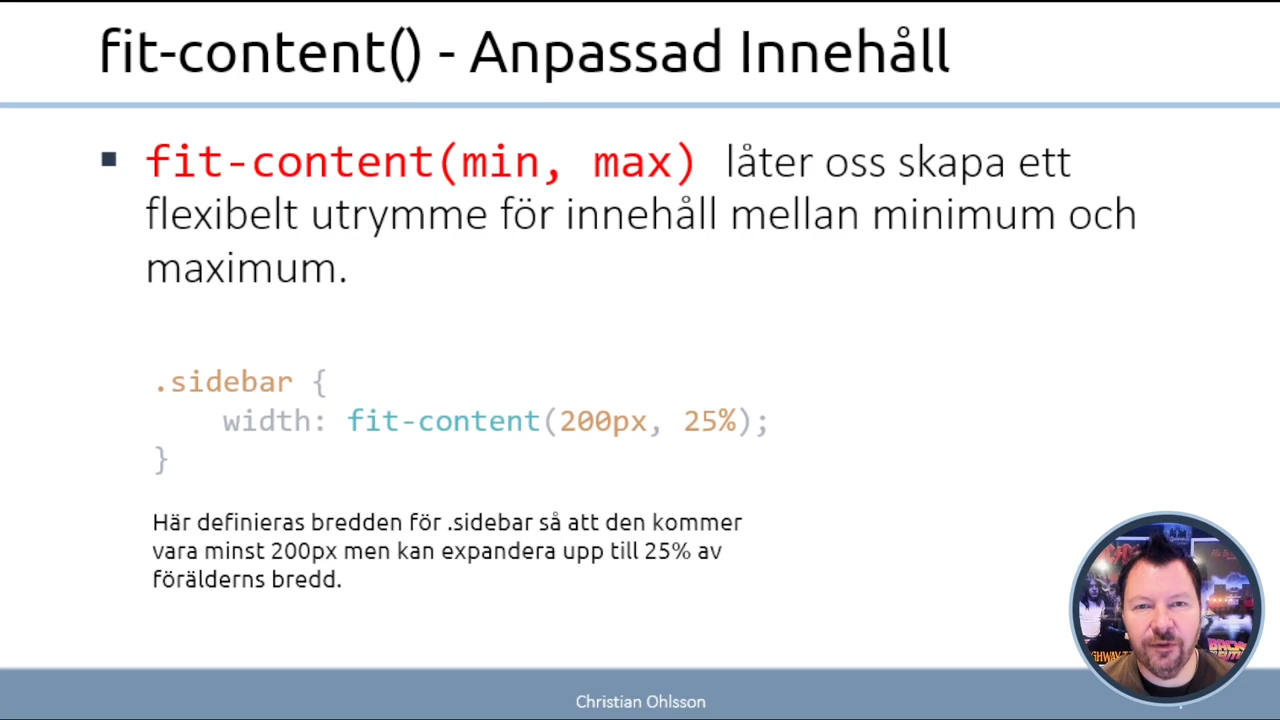 fit-content() - Anpassad Innehåll
fit-content(min, max) låter oss skapa ett
flexibelt utrymme för innehåll mellan minimum och
maximum.
.sidebar {
width: fit-content(200px, 25%);
}
Här definieras bredden för .sidebar så att den kommer
vara minst 200px men kan expandera upp till 25% av
förälderns bredd.
Christian Ohlsson